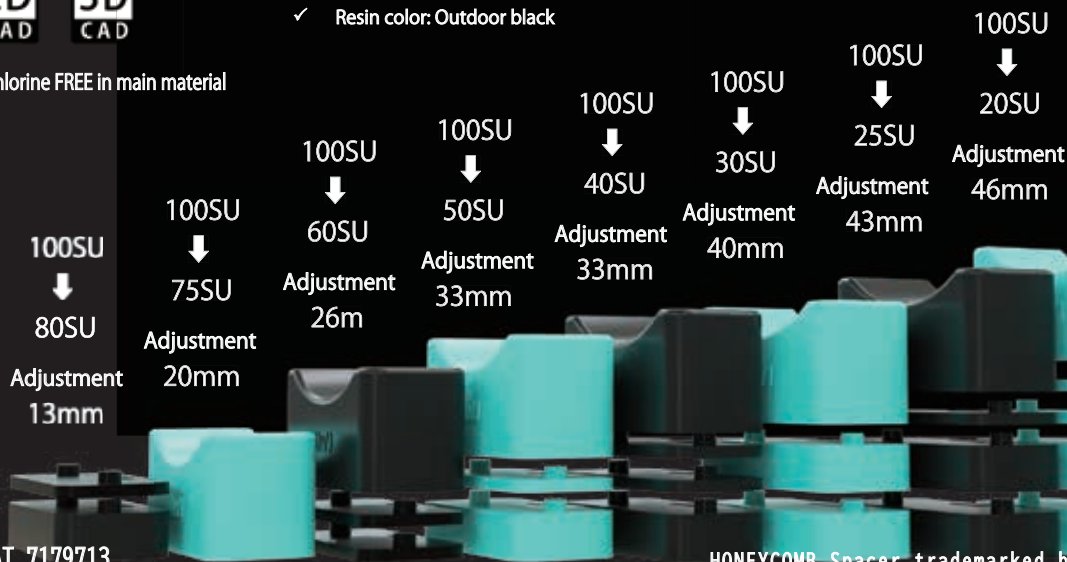 CAD
CAD
✓ Resin color: Outdoor black
hlorine FREE in main material
100SU
80SU
Adjustment
13mm
100SU
75SU
Adjustment
20mm
100SU
60SU
Adjustment
26m
100SU
50SU
Adjustment
33mm
100SU
40SU
Adjustment
33mm
100SU
30SU
Adjustment
40mm
100SU
25SU
Adjustment
43mm
100SU
20SU
Adjustment
46mm
AT 7179713
HONEYCOMB Spacer trademarked b